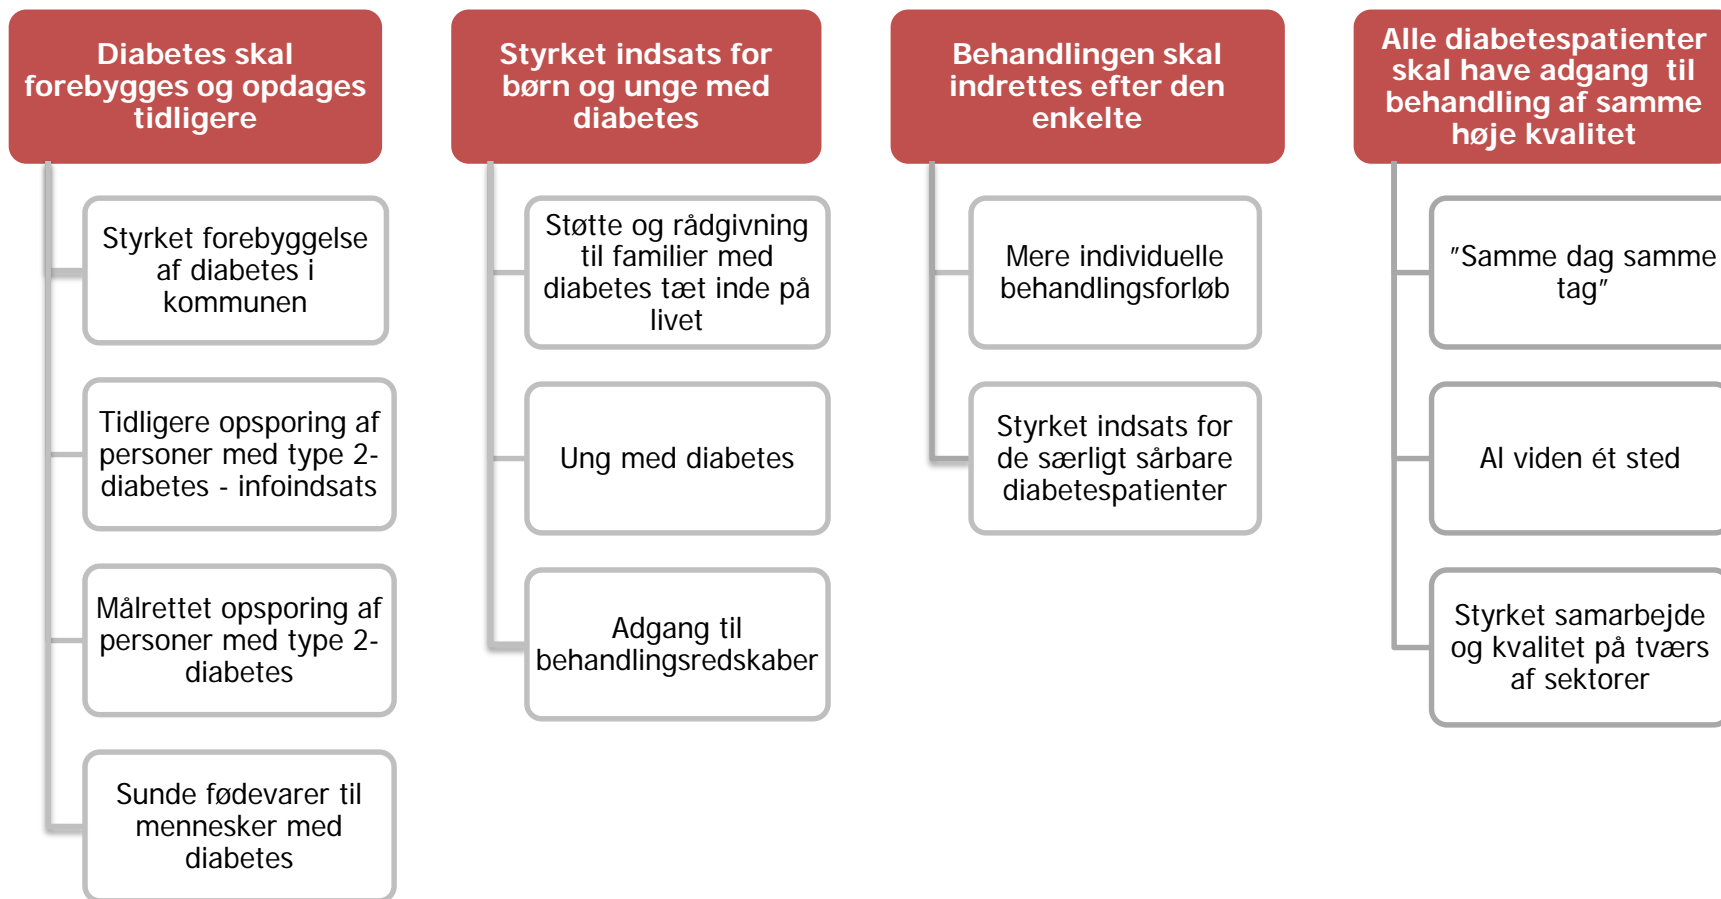 Diabetes skal
forebygges og opdages
tidligere
Styrket forebyggelse
af diabetes i
kommunen
Tidligere opsporing af
personer med type 2-
diabetes - infoindsats
Målrettet opsporing af
personer med type 2-
diabetes
Sunde fødevarer til
mennesker med
diabetes
Styrket indsats for
børn og unge med
diabetes
Støtte og rådgivning
til familier med
diabetes tæt inde på
livet
Ung med diabetes
Adgang til
behandlingsredskaber
Behandlingen skal
indrettes efter den
enkelte
Mere individuelle
behandlingsforløb
Styrket indsats for
de særligt sårbare
diabetespatienter
Alle diabetespatienter
skal have adgang til
behandling af samme
høje kvalitet
"Samme dag samme
tag"
Al viden ét sted
Styrket samarbejde
og kvalitet på tværs
af sektorer